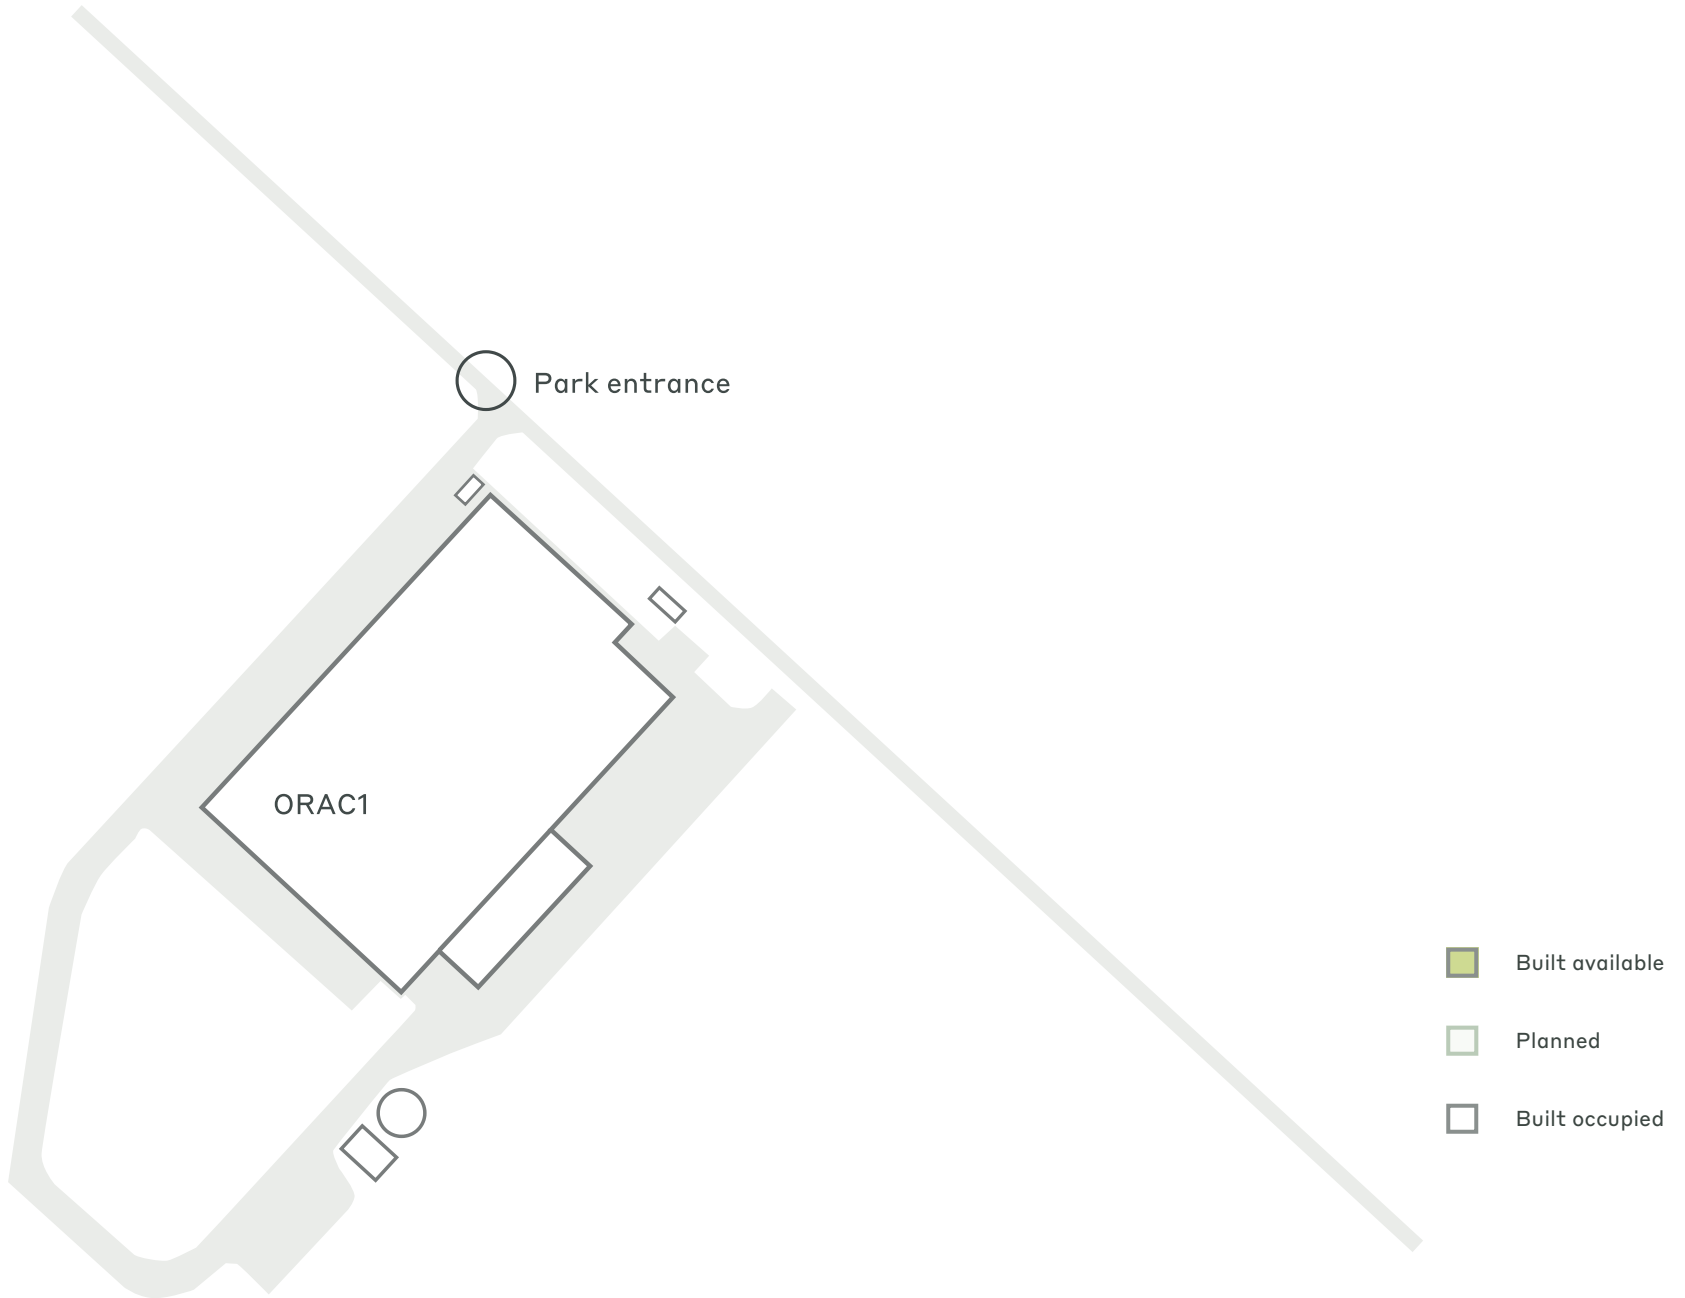 Park entrance
ORAC1
Built available
Planned
Built occupied